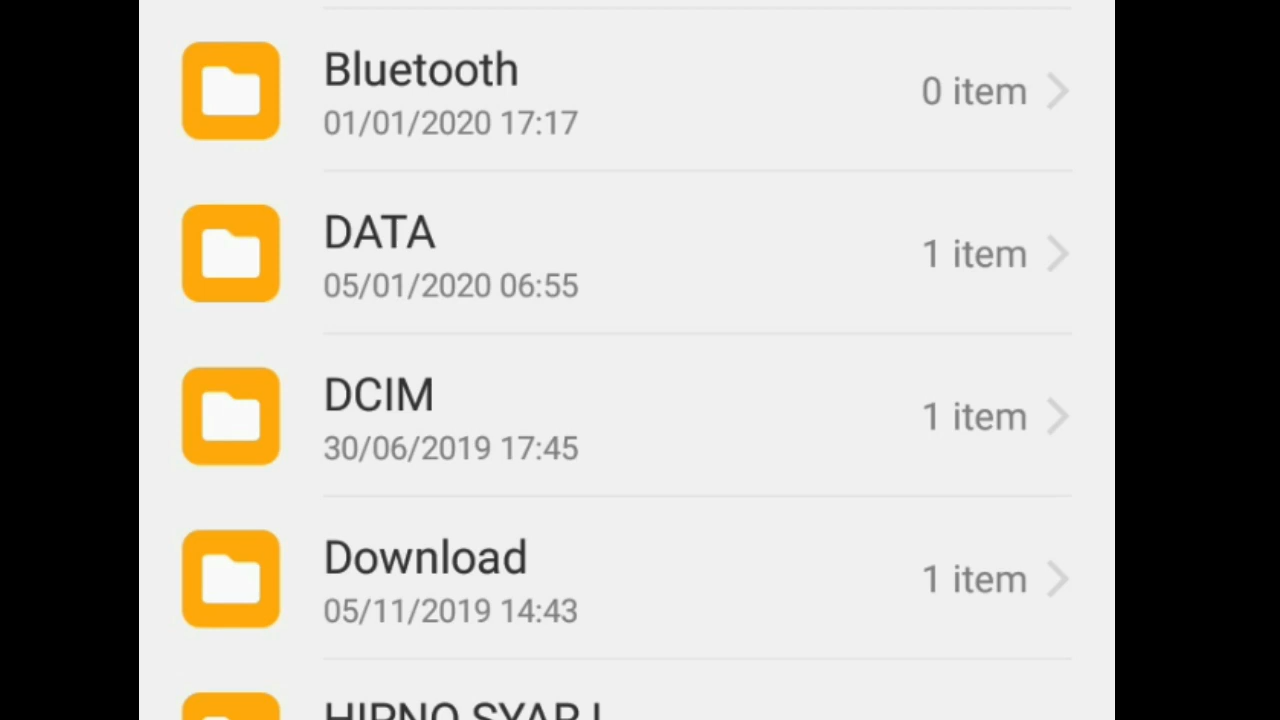 Bluetooth
01/01/2020 17:17
0 item
DATA
05/01/2020 06:55
1 item
DCIM
30/06/2019 17:45
1 item
Download
05/11/2019 14:43
1 item